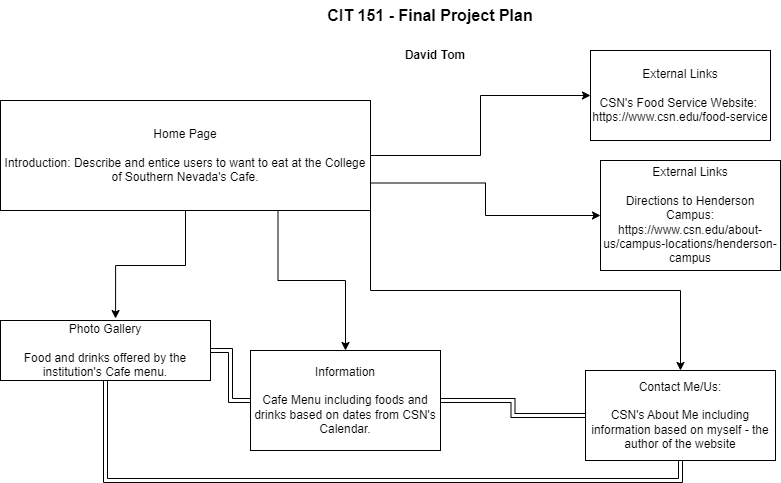 CIT 151 - Final Project Plan
David Tom
External Links
CSN's Food Service Website:
https://www.csn.edu/food-service
Home Page
Introduction: Describe and entice users to want to eat at the College
of Southern Nevada's Cafe.
External Links
Directions to Henderson
Campus:
https://www.csn.edu/about-
us/campus-locations/henderson-
campus
Photo Gallery
Food and drinks offered by the
institution's Cafe menu.
Information
Cafe Menu including foods and
drinks based on dates from CSN's
Calendar.
Contact Me/Us:
CSN's About Me including
information based on myself - the
author of the website